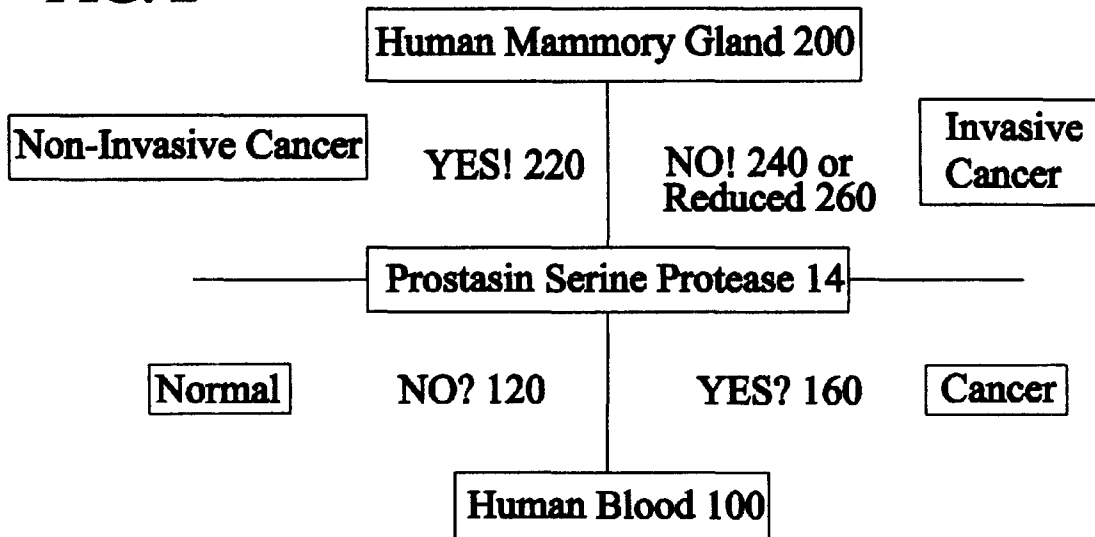 Human Mammory Gland 200
Non-Invasive Cancer
YES! 220
NO! 240 or
Reduced 260
Invasive
Cancer
Prostasin Serine Protease 14
Normal
NO? 120
YES? 160
Cancer
Human Blood 100